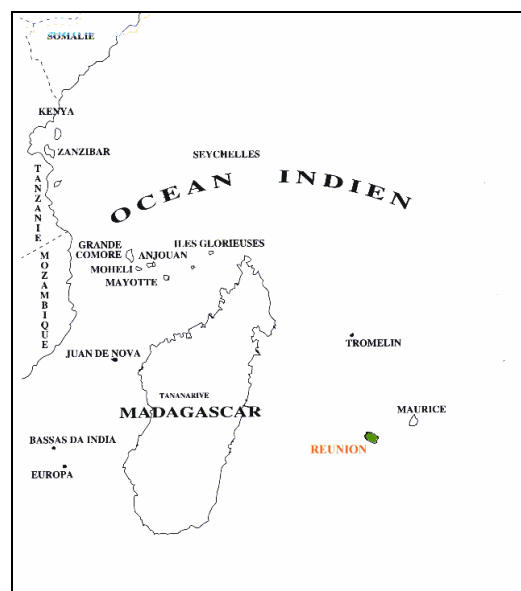 SOMALIE
KENYA
ZANZIBAR
SEYCHELLES
OCEAN INDIEN
TANZANIE
GRANDE
COMORE
ANJOUAN
ILES GLORIEUSES
MOHELI
MAYOTTE
MOZAMBIQUE
TROMELIN
JUAN DE NOVA
TANANARIVE
MADAGASCAR
MAURICE
BASSAS DA INDIA
REUNION
EUROPA